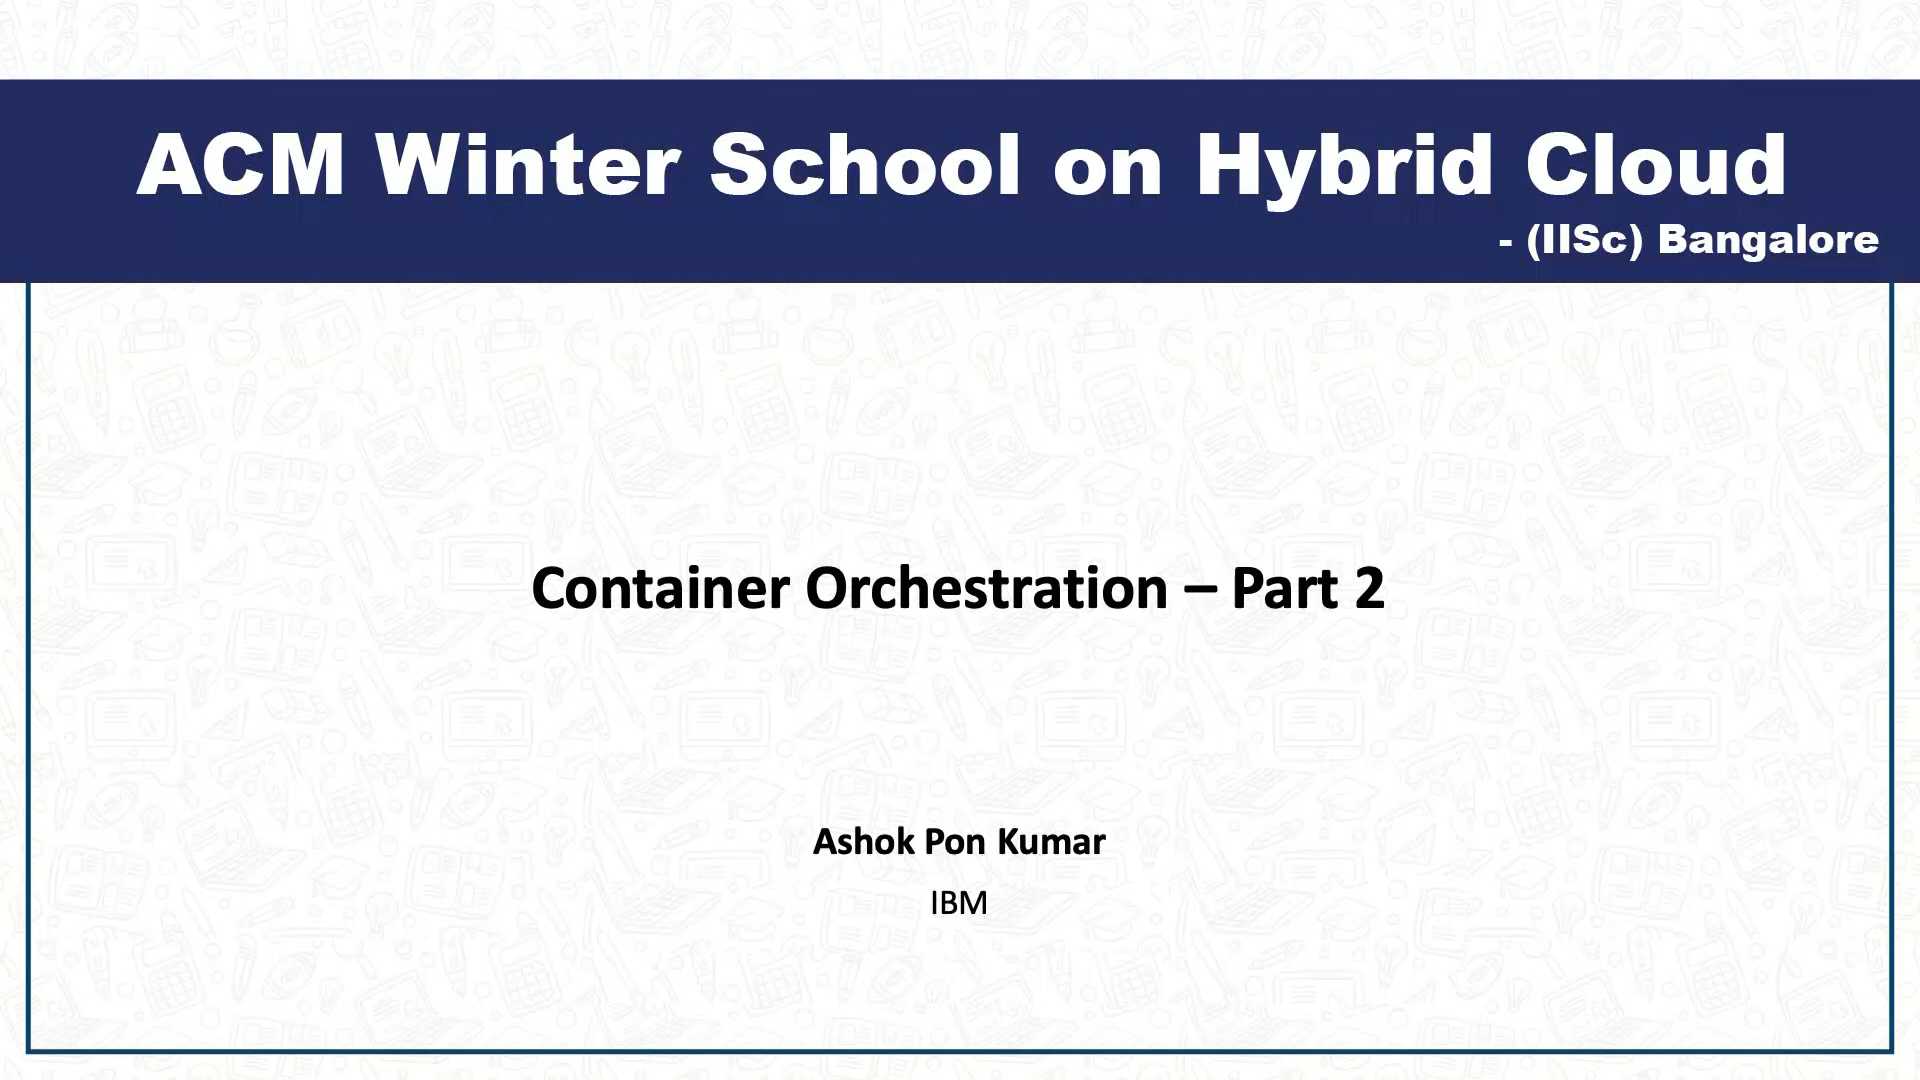 ACM Winter School on Hybrid Cloud
- (IISc) Bangalore
Container Orchestration – Part 2
Ashok Pon Kumar
IBM